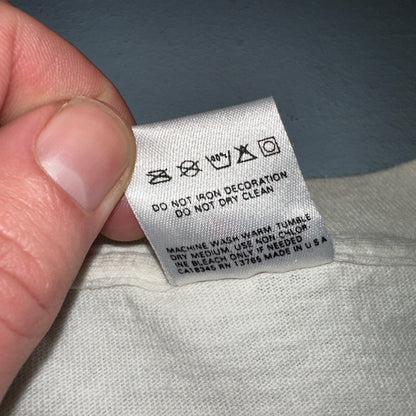 DO NOT IRON DECORATION
DO NOT DRY CLEAN
MACHINE WASH WARM, TUMBLE
DRY MEDIUM, USE NON CHLOR
INE BLEACH ONLY IF NEEDED
CA18345 RN 13765 MADE IN U S A